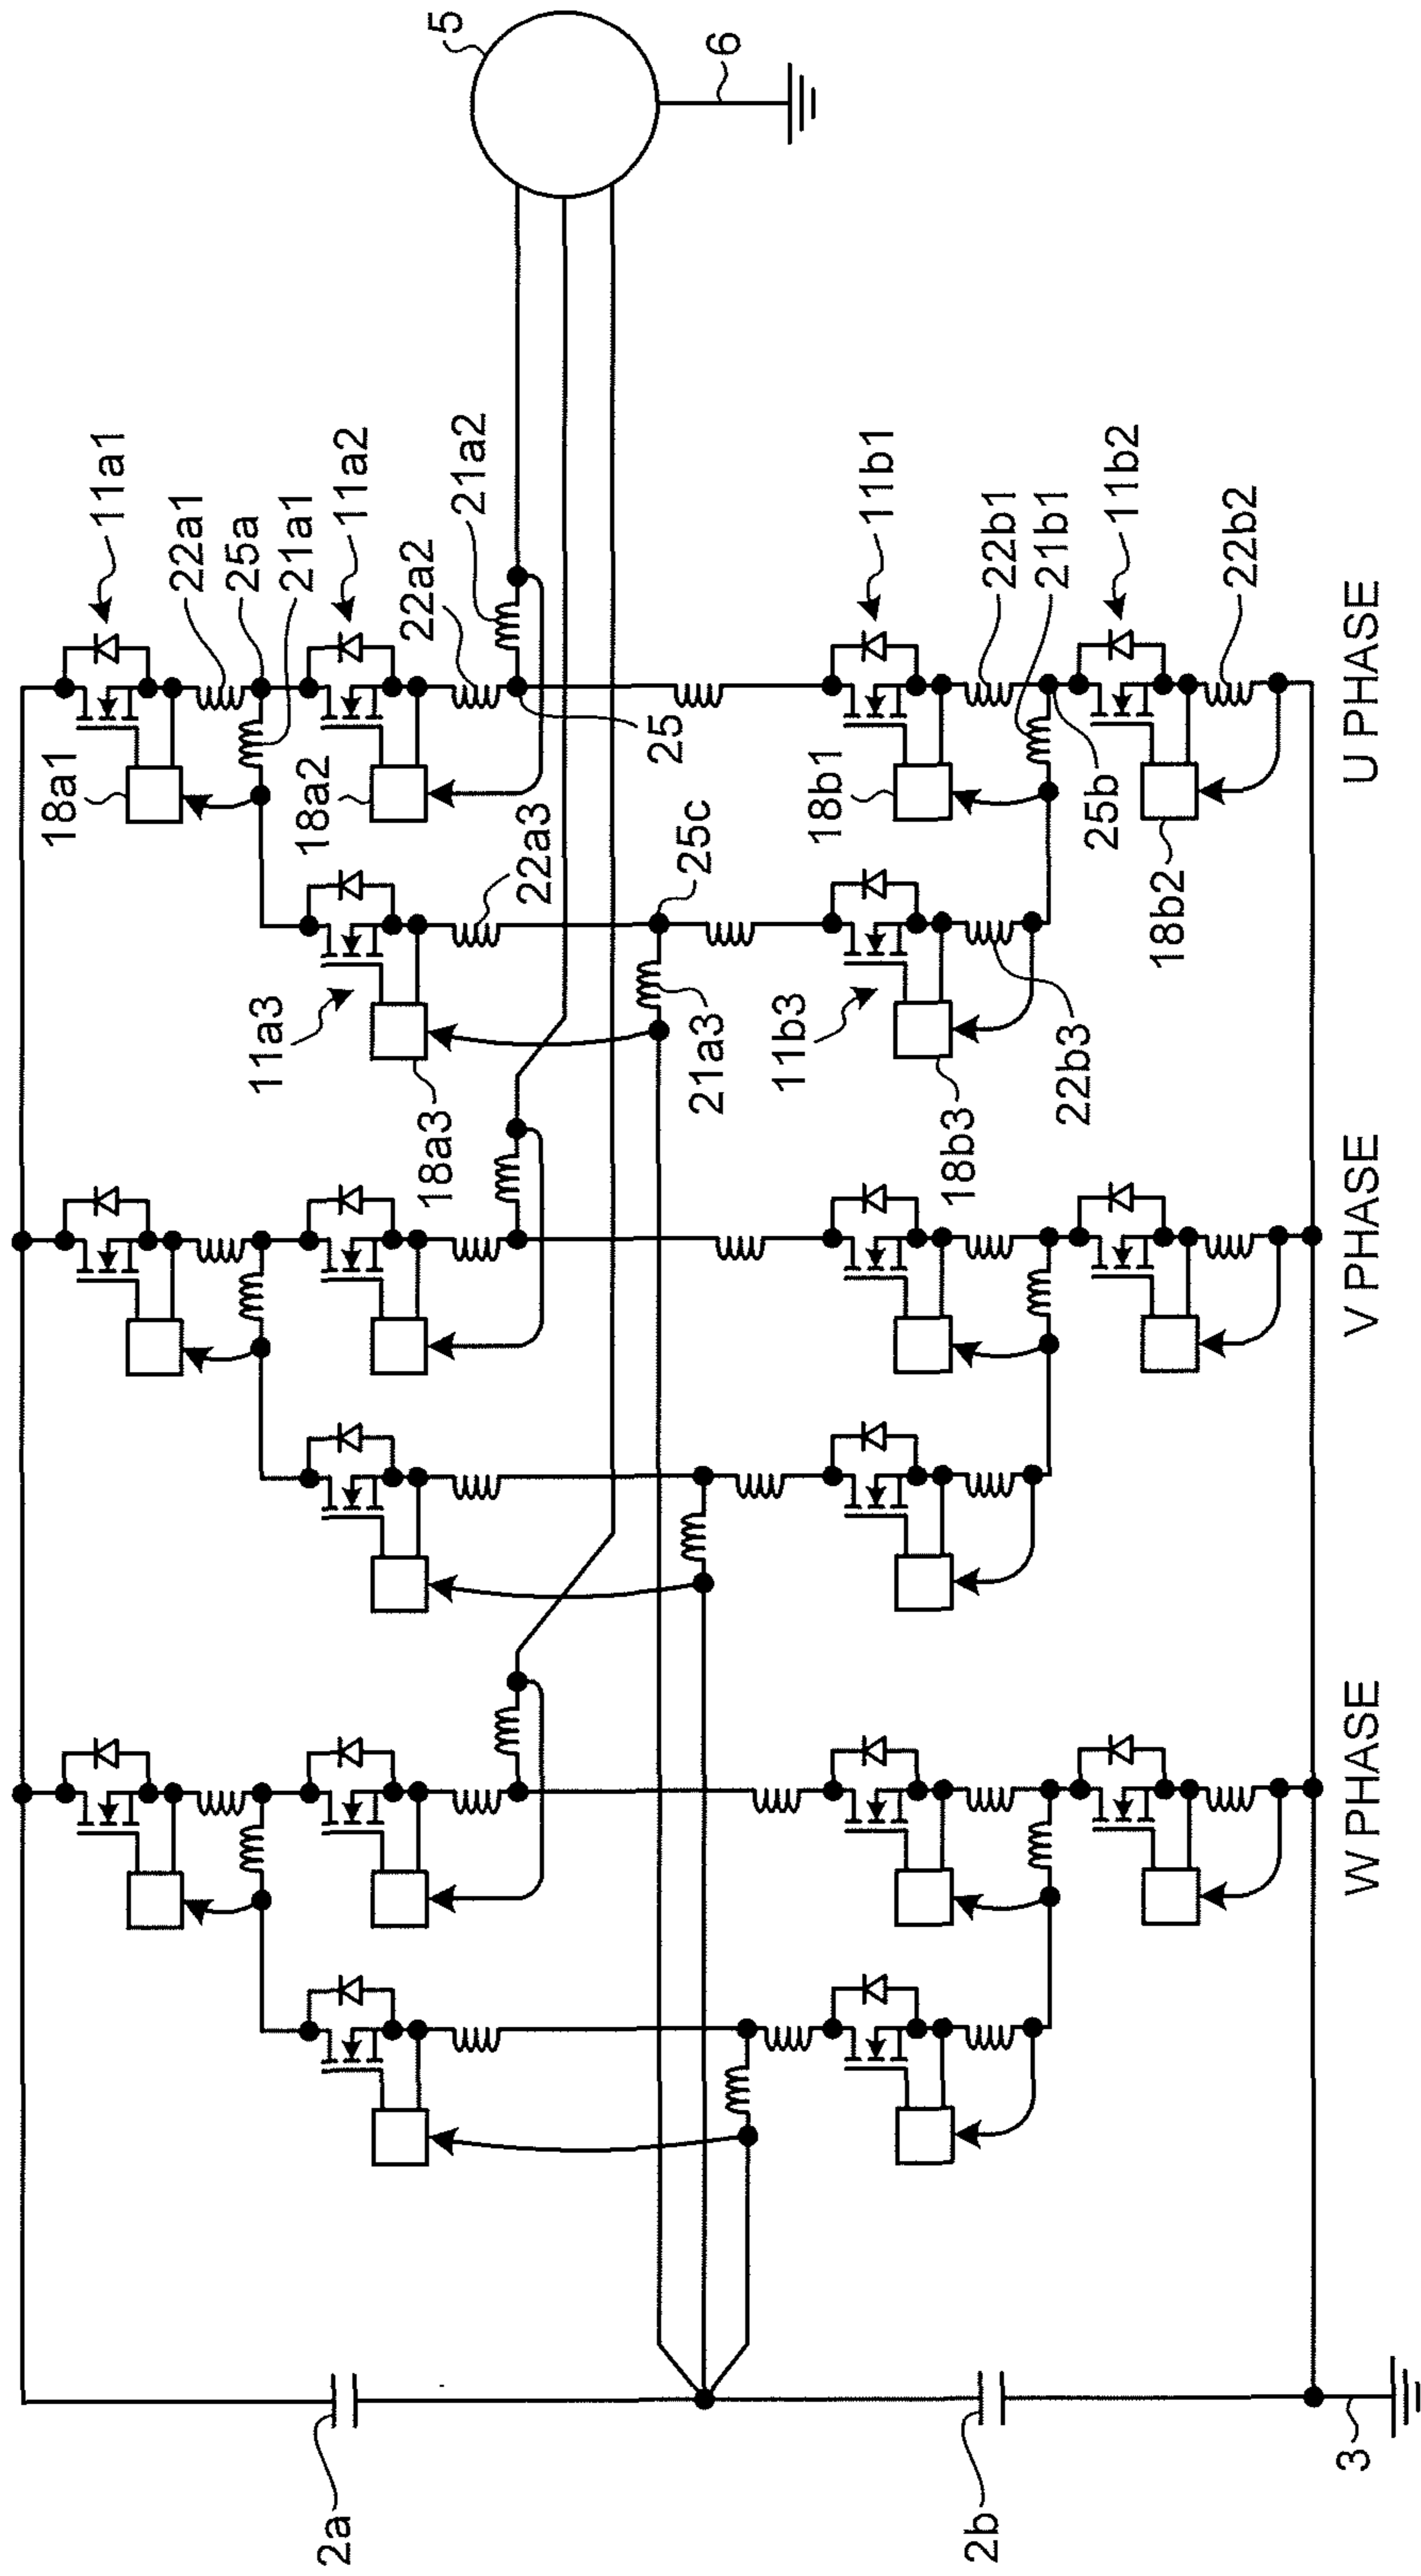 5
6
11a1
22a1
25a
21a1
11a2
22a2
21a2
18a1
18a2
25
11b1
22b1
21b1
11b2
22b2
18b1
25b
18b2
22a3
25c
11a3
18a3
21a3
11b3
18b3
22b3
U PHASE
V PHASE
W PHASE
2a
2b
3